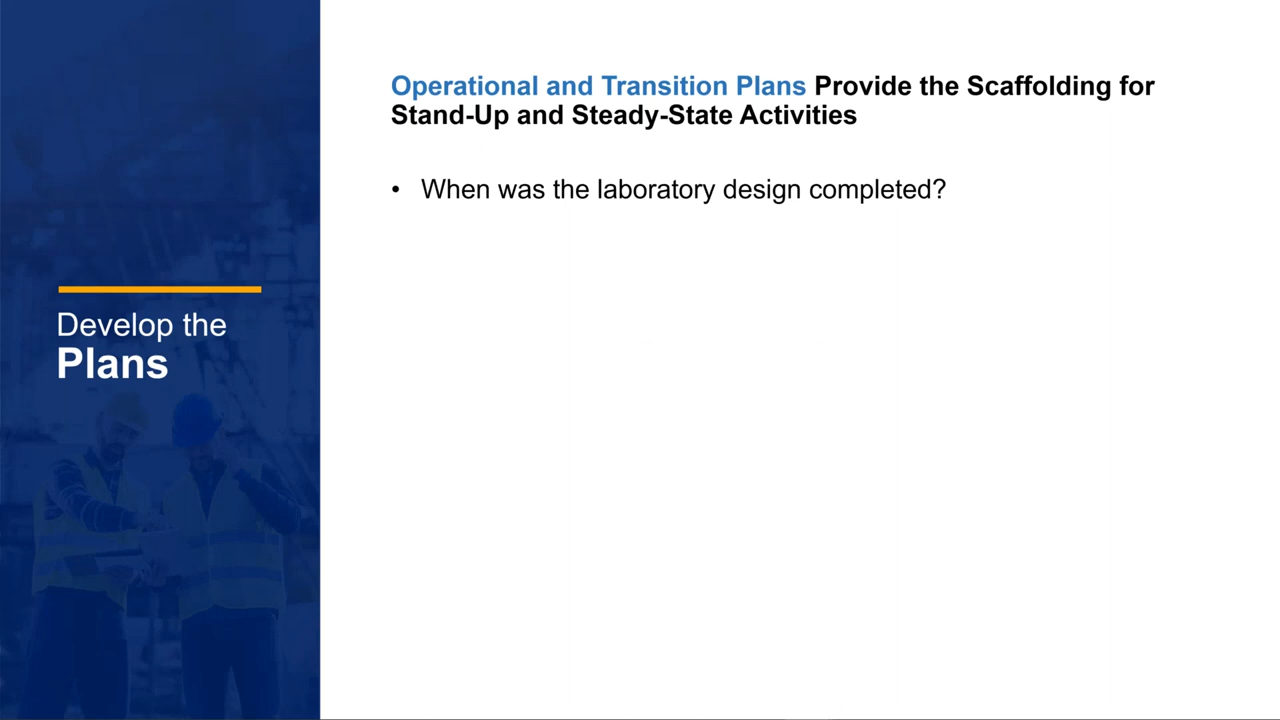 Operational and Transition Plans Provide the Scaffolding for
Stand-Up and Steady-State Activities
• When was the laboratory design completed?
Develop the
Plans